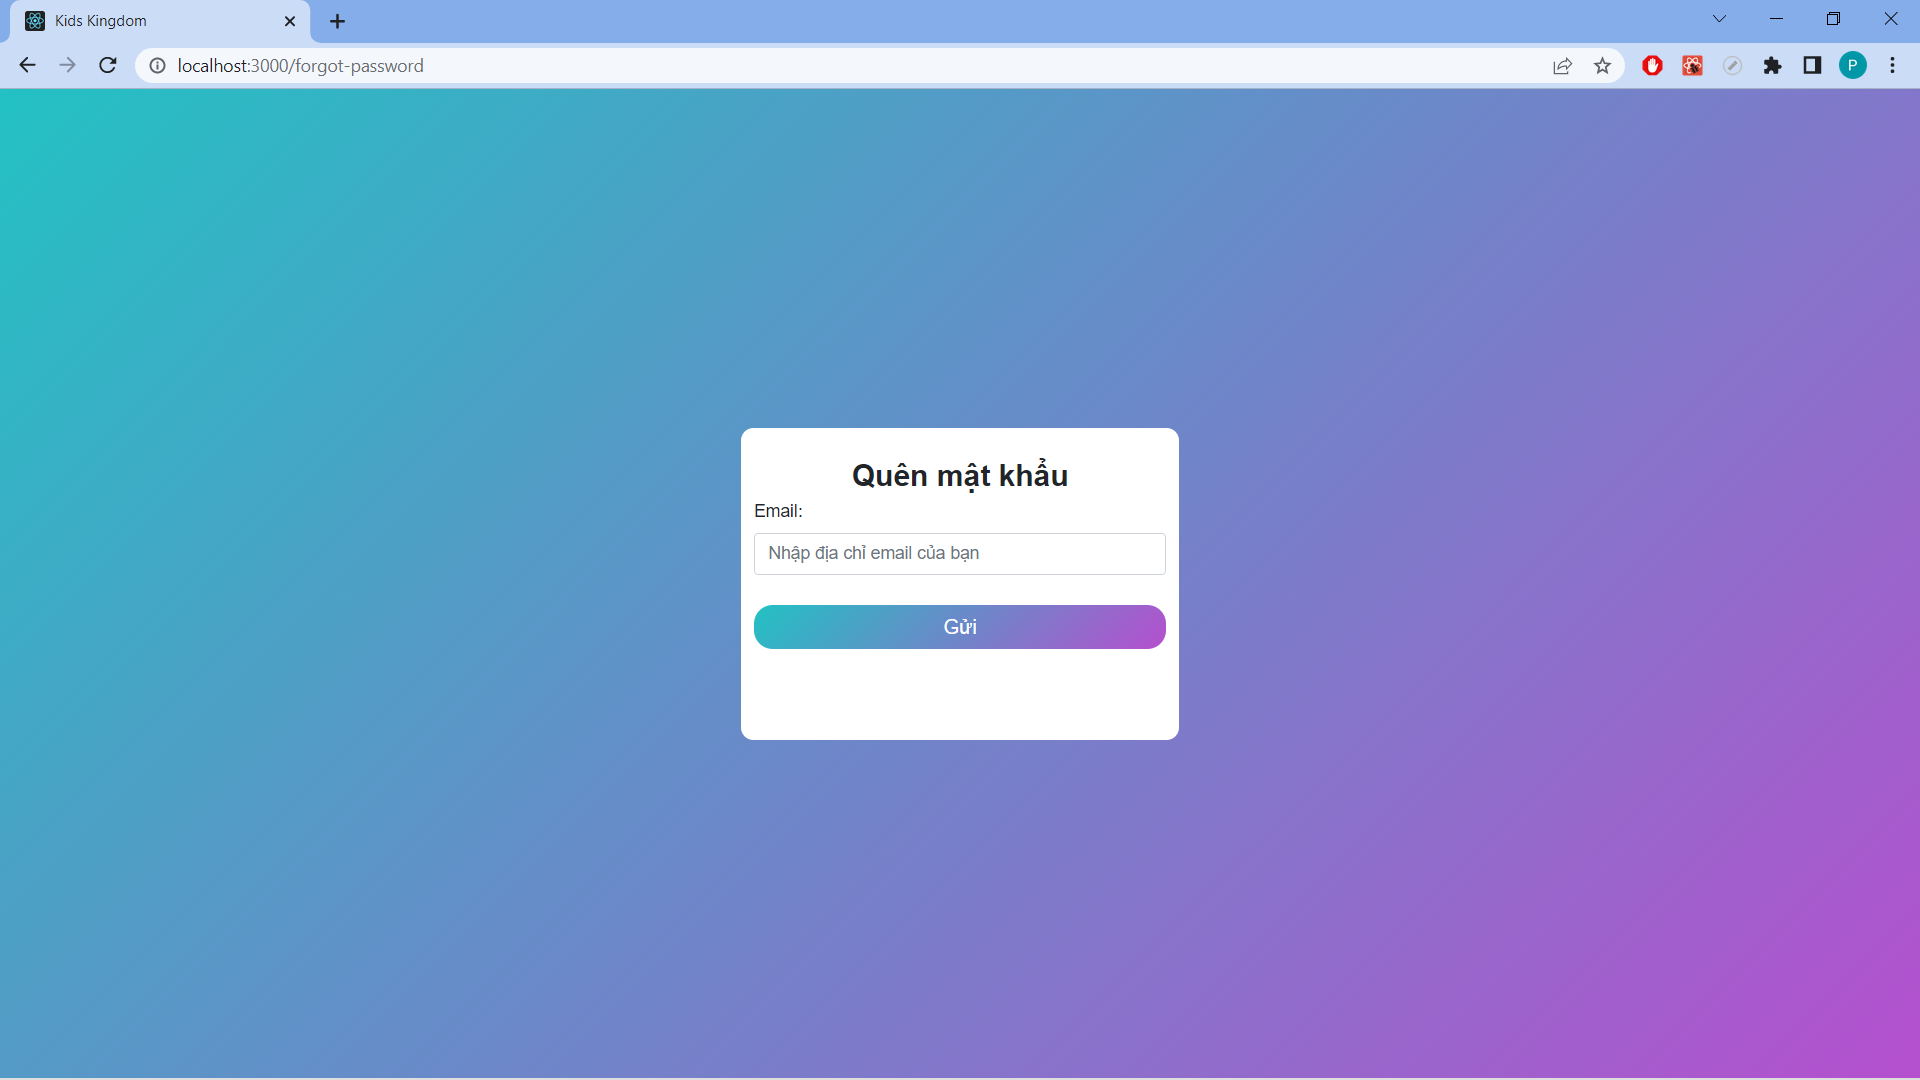 Kids Kingdom
localhost:3000/forgot-password
P
Quên mật khẩu
Email:
Nhập địa chỉ email của bạn
Gửi